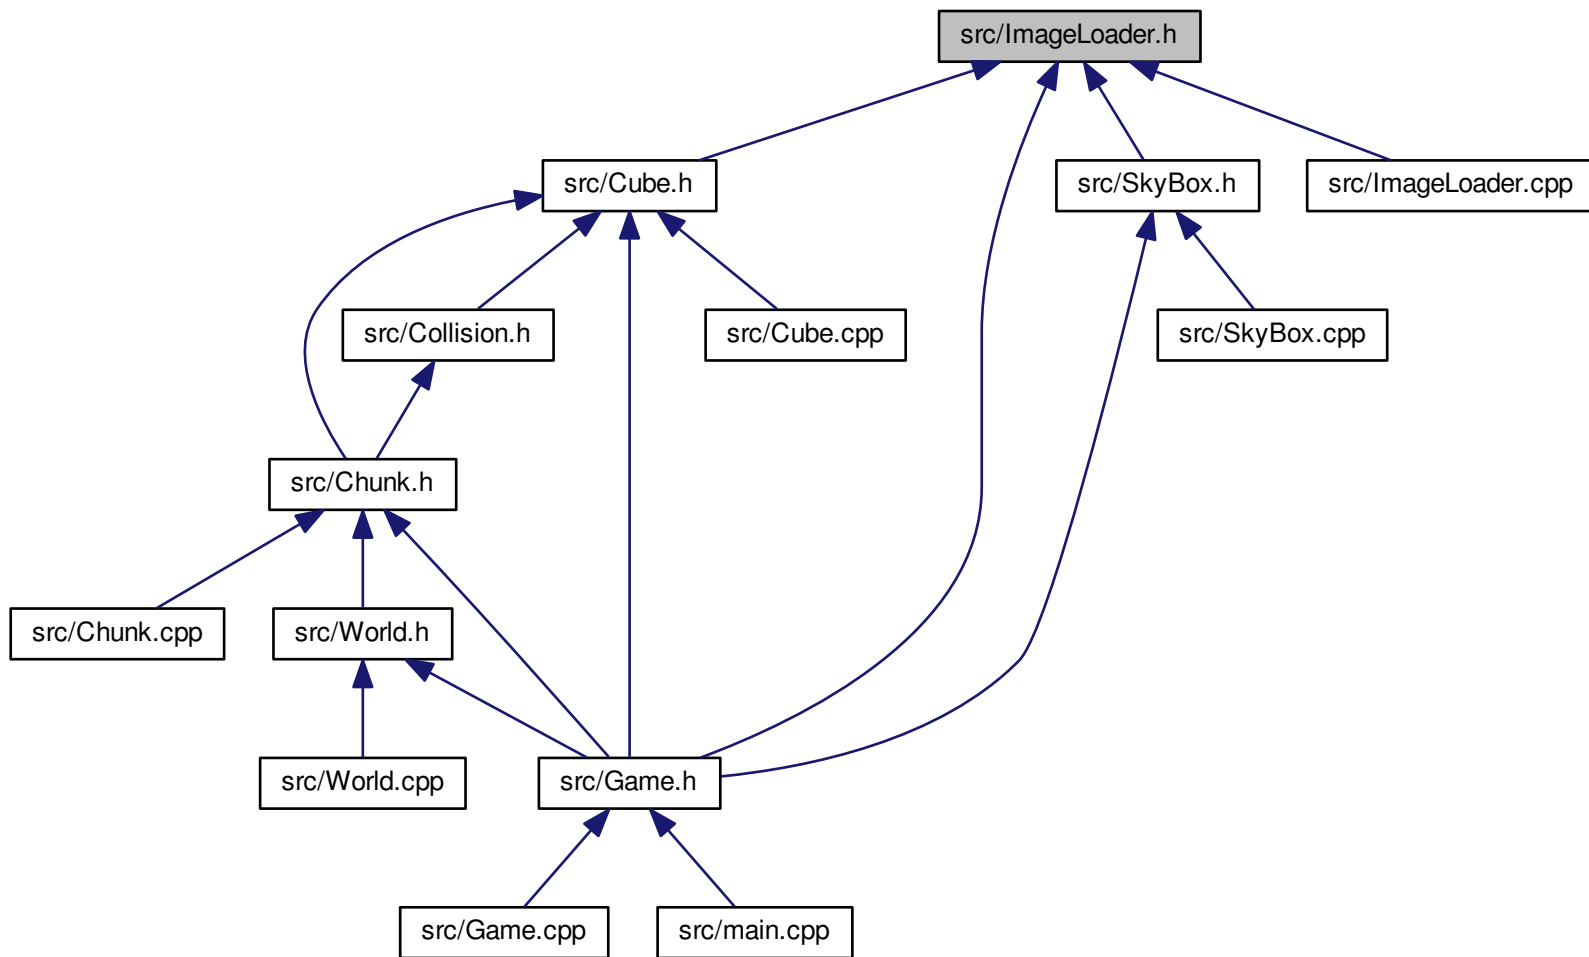 src/ImageLoader.h
src/Cube.h
src/SkyBox.h
src/ImageLoader.cpp
src/Collision.h
src/Cube.cpp
src/SkyBox.cpp
src/Chunk.h
src/Chunk.cpp
src/World.h
src/World.cpp
src/Game.h
src/Game.cpp
src/main.cpp